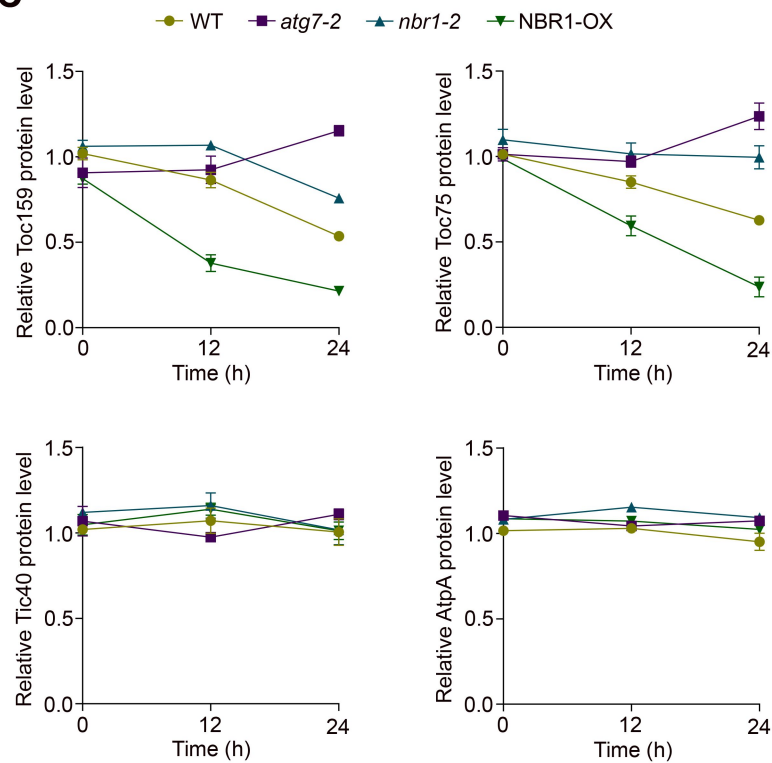 WT atg7-2 nbr1-2 NBR1-OX
Relative Toc159 protein level
1.5
1.0
0.5
0.0
0 12 24
Time (h)
Relative Toc75 protein level
1.5
1.0
0.5
0.0
0 12 24
Time (h)
Relative Tic40 protein level
1.5
1.0
0.5
0.0
0 12 24
Time (h)
Relative AtpA protein level
1.5
1.0
0.5
0.0
0 12 24
Time (h)